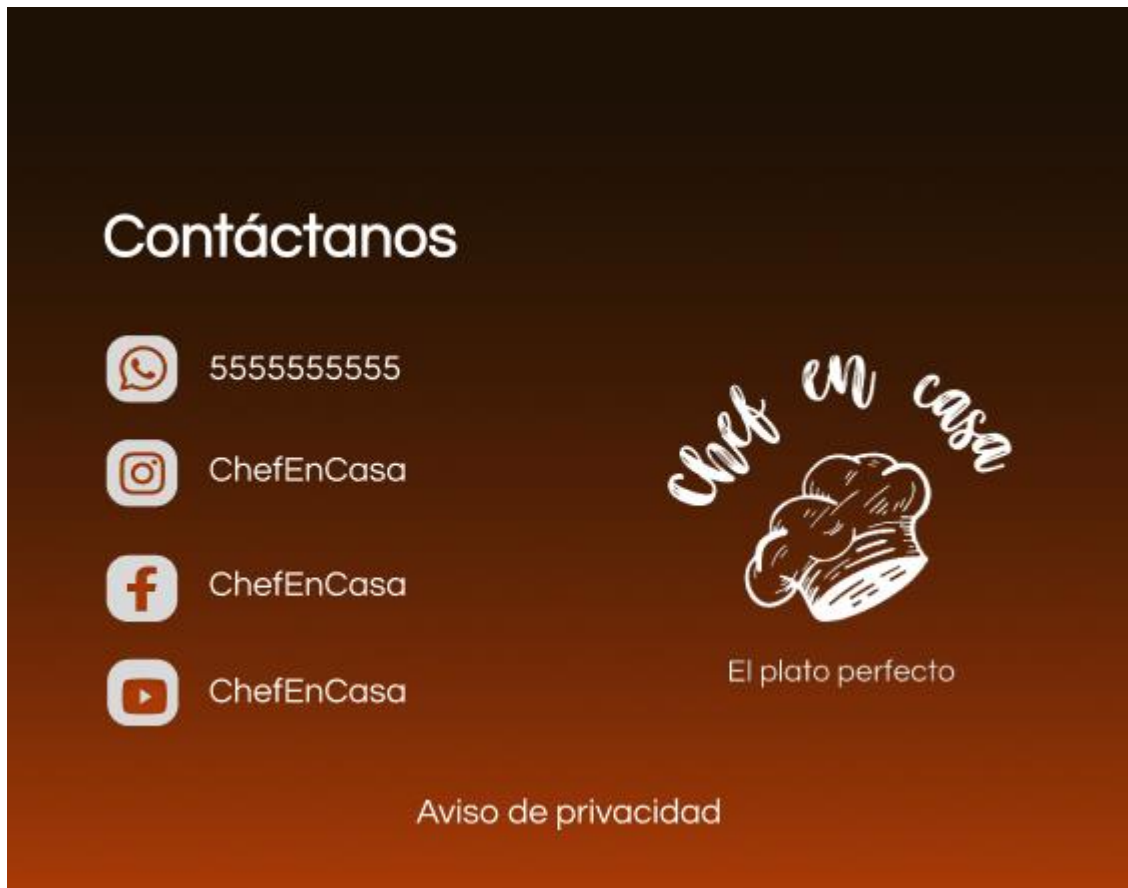 Contáctanos
5555555555
ChefEnCasa
ChefEnCasa
ChefEnCasa
chef en casa
El plato perfecto
Aviso de privacidad